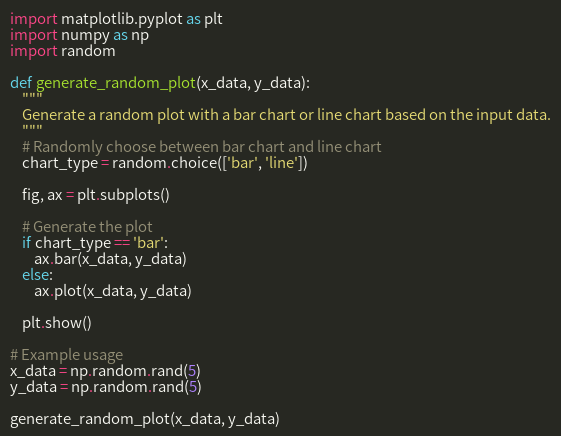 import matplotlib.pyplot as plt
import numpy as np
import random

def generate_random_plot(x_data, y_data):
    """
    Generate a random plot with a bar chart or line chart based on the input data.
    """
    # Randomly choose between bar chart and line chart
    chart_type = random.choice(['bar', 'line'])

    fig, ax = plt.subplots()

    # Generate the plot
    if chart_type == 'bar':
        ax.bar(x_data, y_data)
    else:
        ax.plot(x_data, y_data)

    plt.show()

# Example usage
x_data = np.random.rand(5)
y_data = np.random.rand(5)

generate_random_plot(x_data, y_data)